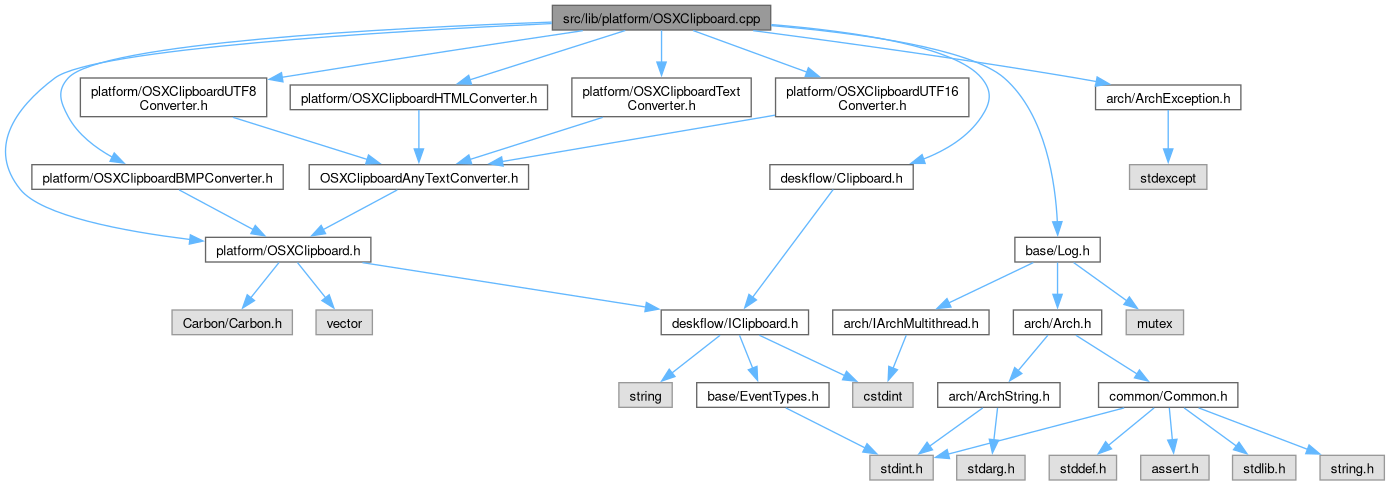 src/lib/platform/OSXClipboard.cpp
platform/OSXClipboardUTF8
Converter.h
platform/OSXClipboardHTMLConverter.h
platform/OSXClipboardText
Converter.h
platform/OSXClipboardUTF16
Converter.h
arch/ArchException.h
platform/OSXClipboardBMPConverter.h
OSXClipboardAnyTextConverter.h
deskflow/Clipboard.h
stdexcept
platform/OSXClipboard.h
base/Log.h
Carbon/Carbon.h
vector
deskflow/IClipboard.h
arch/IArchMultithread.h
arch/Arch.h
mutex
string
base/EventTypes.h
cstdint
arch/ArchString.h
common/Common.h
stdint.h
stdarg.h
stddef.h
assert.h
stdlib.h
string.h